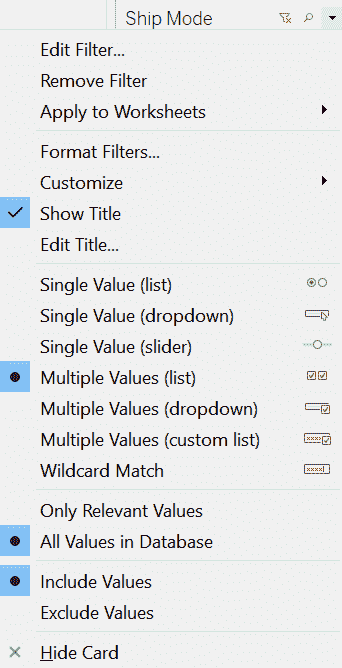 Ship Mode
Edit Filter...
Remove Filter
Apply to Worksheets
Format Filters...
Customize
Show Title
Edit Title...
Single Value (list)
Single Value (dropdown)
Single Value (slider)
Multiple Values (list)
Multiple Values (dropdown)
Multiple Values (custom list)
Wildcard Match
Only Relevant Values
All Values in Database
Include Values
Exclude Values
Hide Card